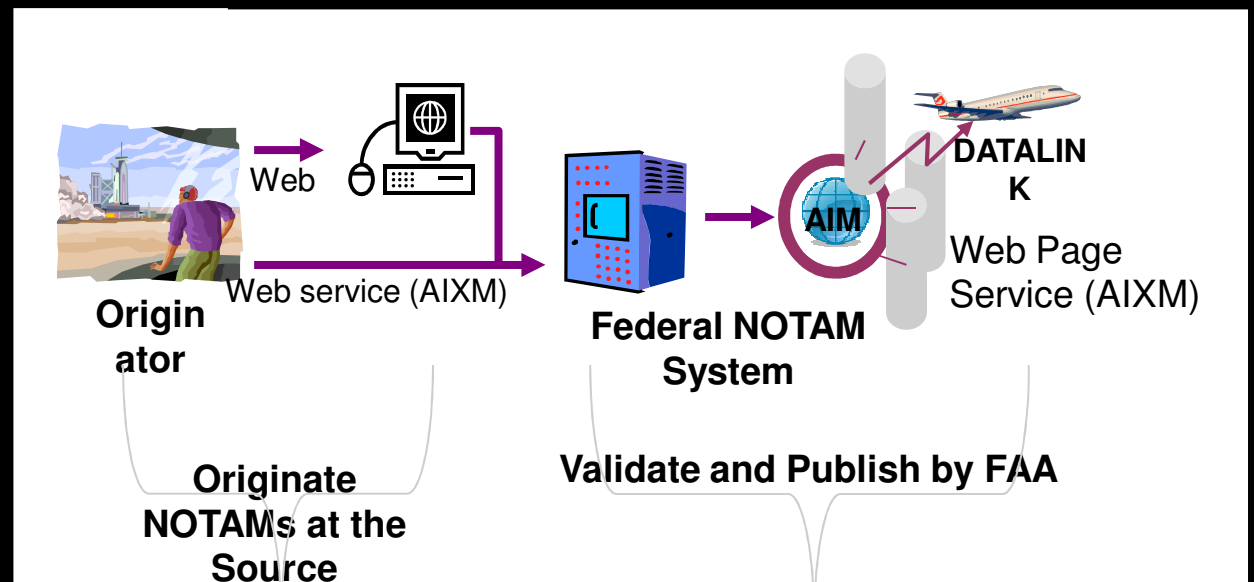 Web
Web service (AIXM)
Origin
ator
Federal NOTAM
System
AIM
DATALIN
K
Web Page
Service (AIXM)
Originate
NOTAMs at the
Source
Validate and Publish by FAA